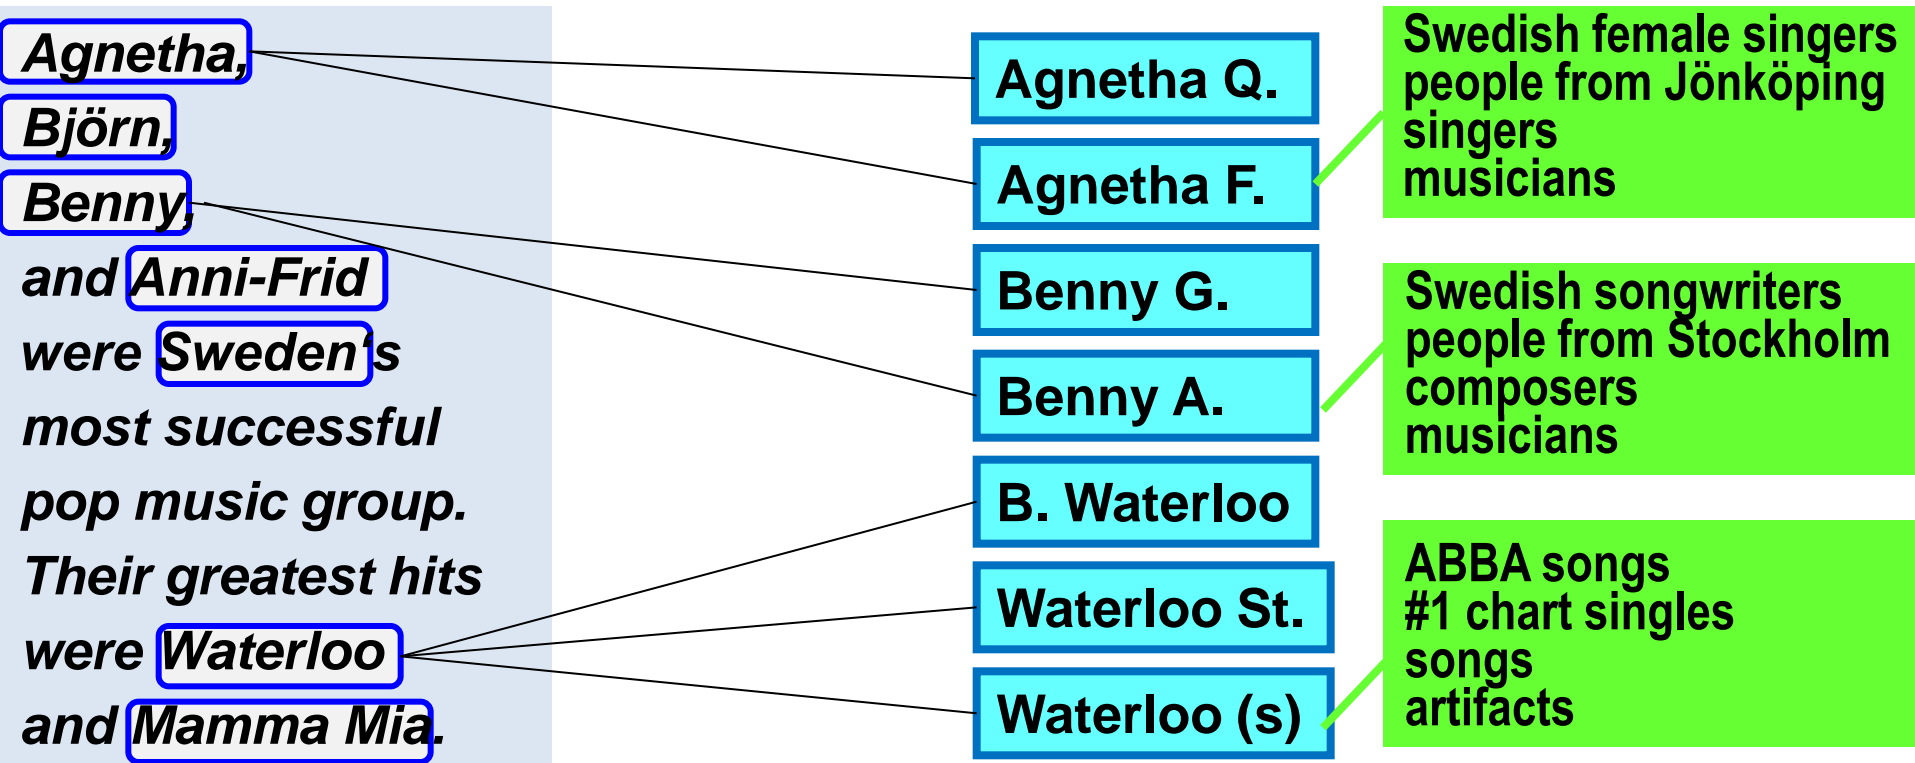 Agnetha,
Björn,
Benny,
and Anni-Frid
were Sweden‘s
most successful
pop music group.
Their greatest hits
were Waterloo
and Mamma Mia.
Agnetha Q.
Agnetha F.
Benny G.
Benny A.
B. Waterloo
Waterloo St.
Waterloo (s)
Swedish female singers
people from Jönköping
singers
musicians
Swedish songwriters
people from Stockholm
composers
musicians
ABBA songs
#1 chart singles
songs
artifacts